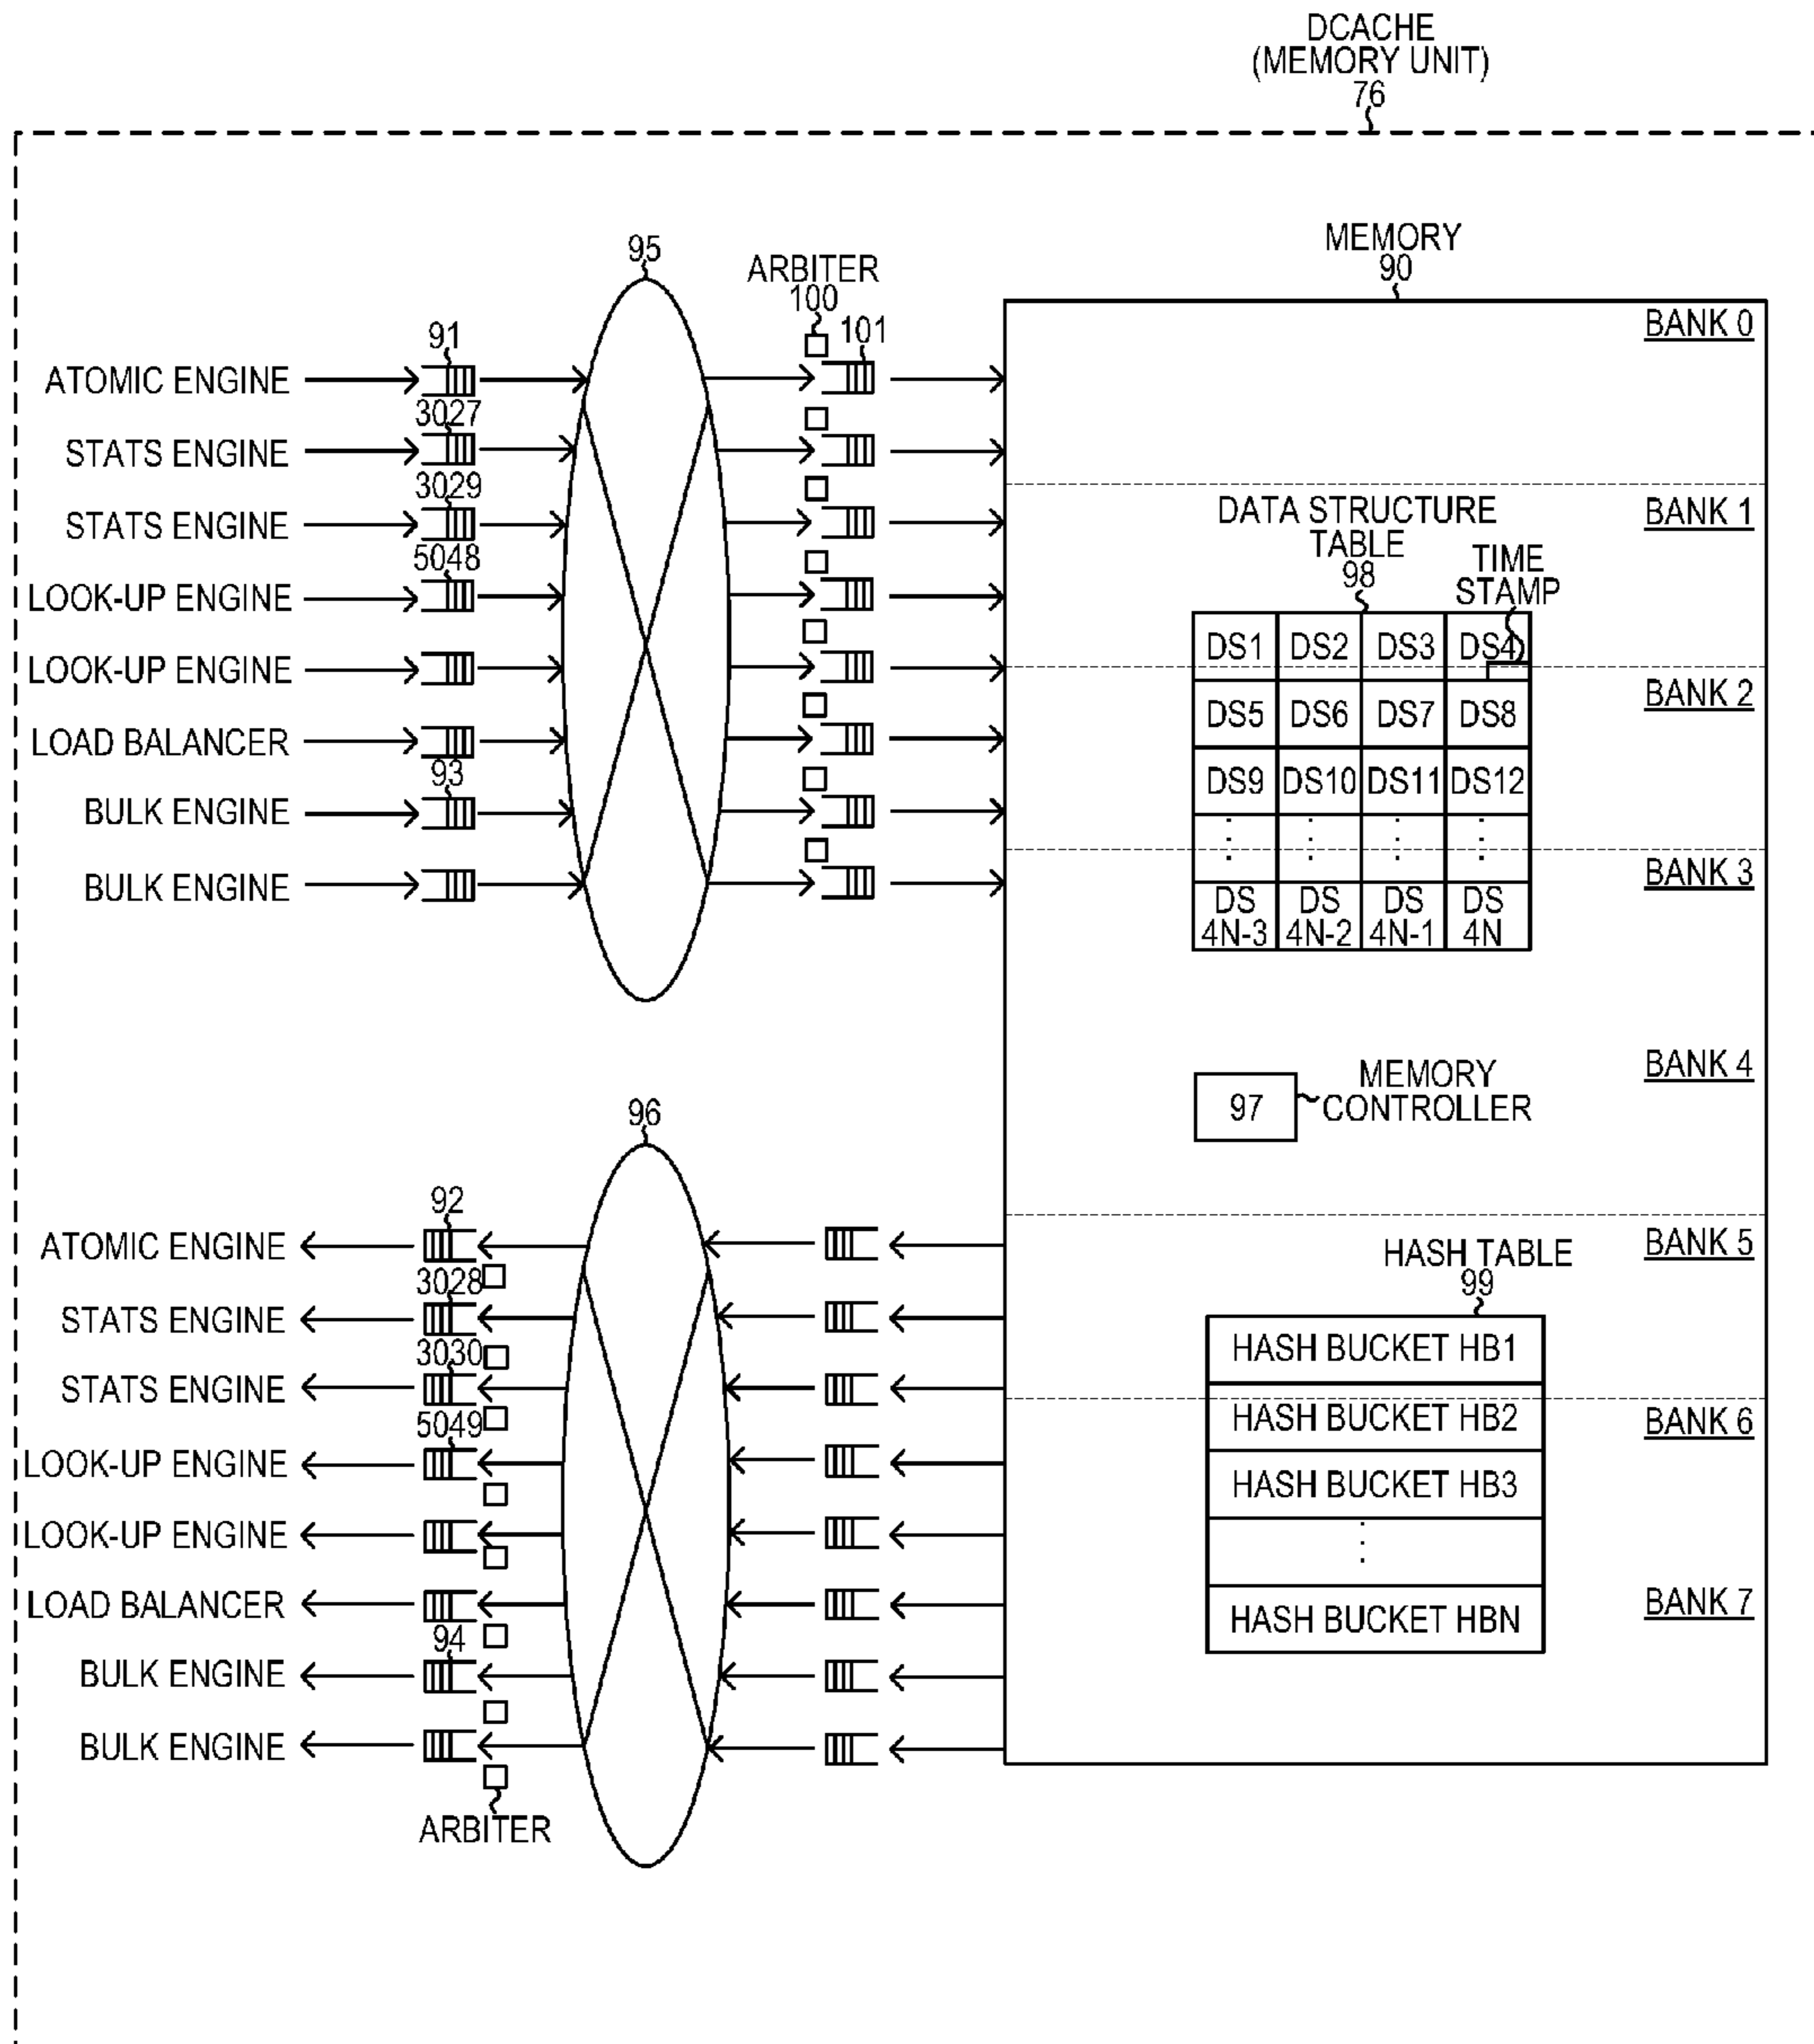 DCACHE
(MEMORY UNIT)
76
MEMORY
90
95
ARBITER
100
101
91
ATOMIC ENGINE
3027
STATS ENGINE
3029
STATS ENGINE
5048
LOOK-UP ENGINE
LOOK-UP ENGINE
LOAD BALANCER
93
BULK ENGINE
BULK ENGINE
BANK 0
BANK 1
DATA STRUCTURE
TABLE
98
TIME
STAMP
DS1 DS2 DS3 DS4
BANK 2
DS5 DS6 DS7 DS8
DS9 DS10 DS11 DS12
BANK 3
DS DS DS DS
4N-3 4N-2 4N-1 4N
BANK 4
97
MEMORY
CONTROLLER
96
92
ATOMIC ENGINE
3028
STATS ENGINE
3030
STATS ENGINE
5049
LOOK-UP ENGINE
LOOK-UP ENGINE
LOAD BALANCER
94
BULK ENGINE
BULK ENGINE
ARBITER
BANK 5
HASH TABLE
99
HASH BUCKET HB1
HASH BUCKET HB2
BANK 6
HASH BUCKET HB3
HASH BUCKET HBN
BANK 7